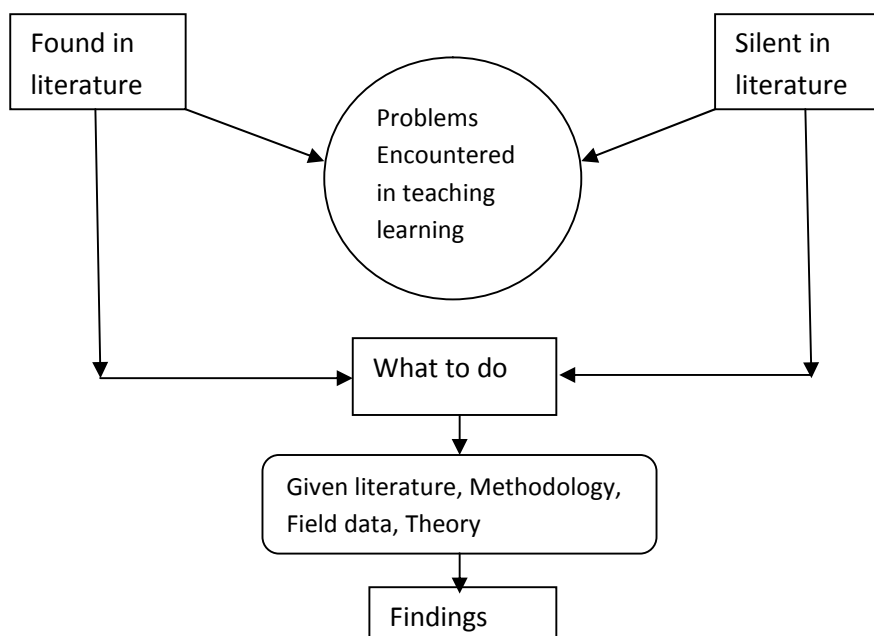 Found in
literature
Silent in
literature
Problems
Encountered
in teaching
learning
What to do
Given literature, Methodology,
Field data, Theory
Findings